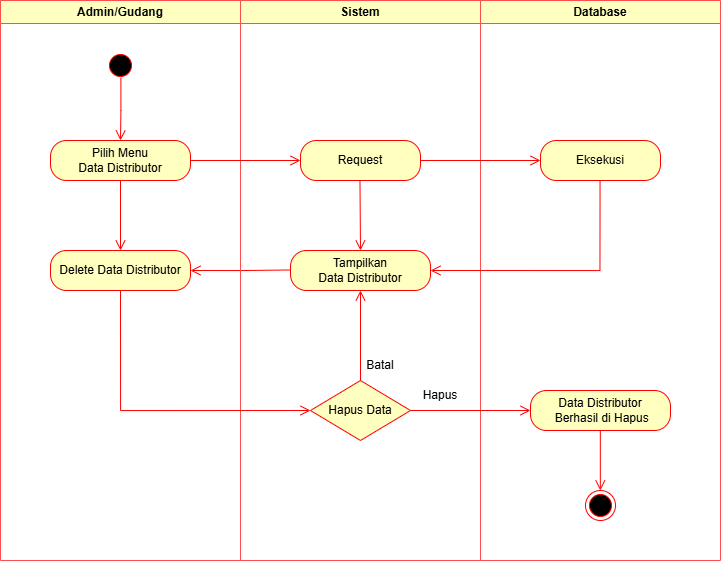 Admin/Gudang
Sistem
Database
Pilih Menu
Data Distributor
Request
Eksekusi
Delete Data Distributor
Tampilkan
Data Distributor
Batal
Hapus
Hapus Data
Data Distributor
Berhasil di Hapus